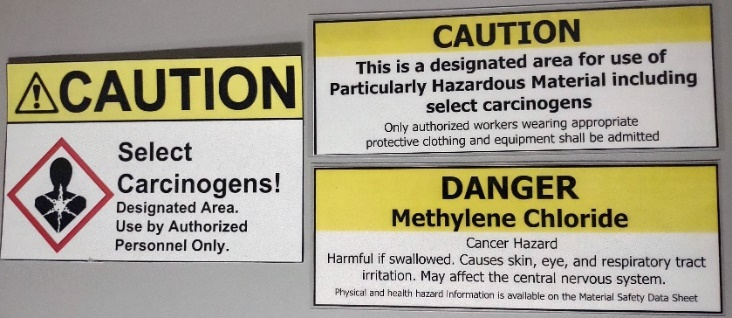 CAUTION
Select
Carcinogens!
Designated Area.
Use by Authorized
Personnel Only.
CAUTION
This is a designated area for use of
Particularly Hazardous Material including
select carcinogens
Only authorized workers wearing appropriate
protective clothing and equipment shall be admitted
DANGER
Methylene Chloride
Cancer Hazard
Harmful if swallowed. Causes skin, eye, and respiratory tract
irritation. May affect the central nervous system.
Physical and health hazard information is available on the Material Safety Data Sheet